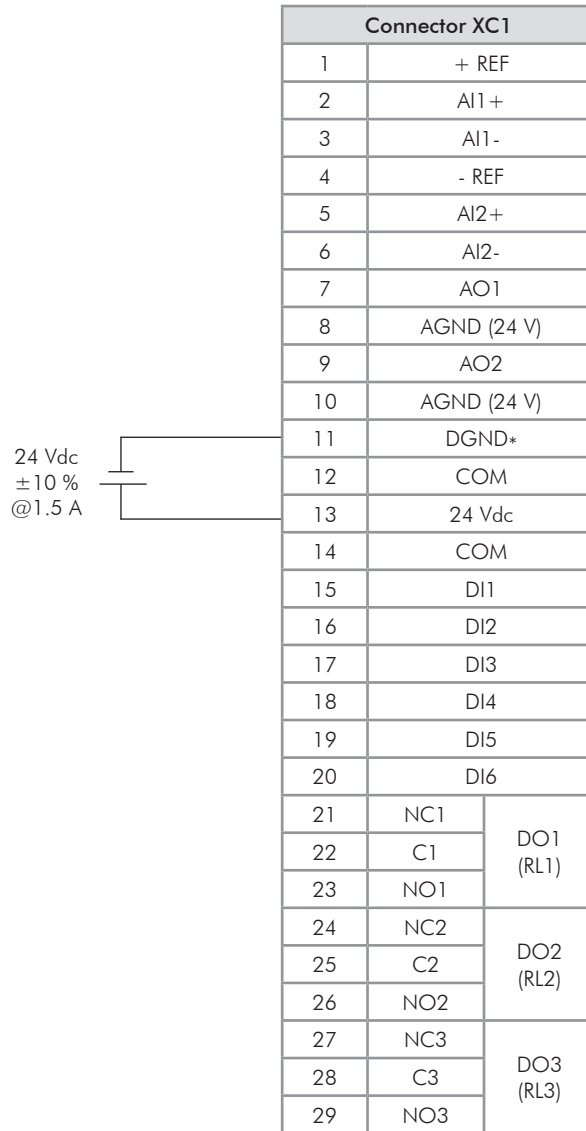 Connector XC1
1 + REF
2 AI1+
3 AI1-
4 - REF
5 AI2+
6 AI2-
7 AO1
8 AGND (24 V)
9 AO2
10 AGND (24 V)
11 DGND*
12 COM
13 24 Vdc
14 COM
15 DI1
16 DI2
17 DI3
18 DI4
19 DI5
20 DI6
21 NC1
22 C1
23 NO1
DO1
(RL1)
24 NC2
25 C2
26 NO2
DO2
(RL2)
27 NC3
28 C3
29 NO3
DO3
(RL3)
24 Vdc
±10 %
@1.5 A